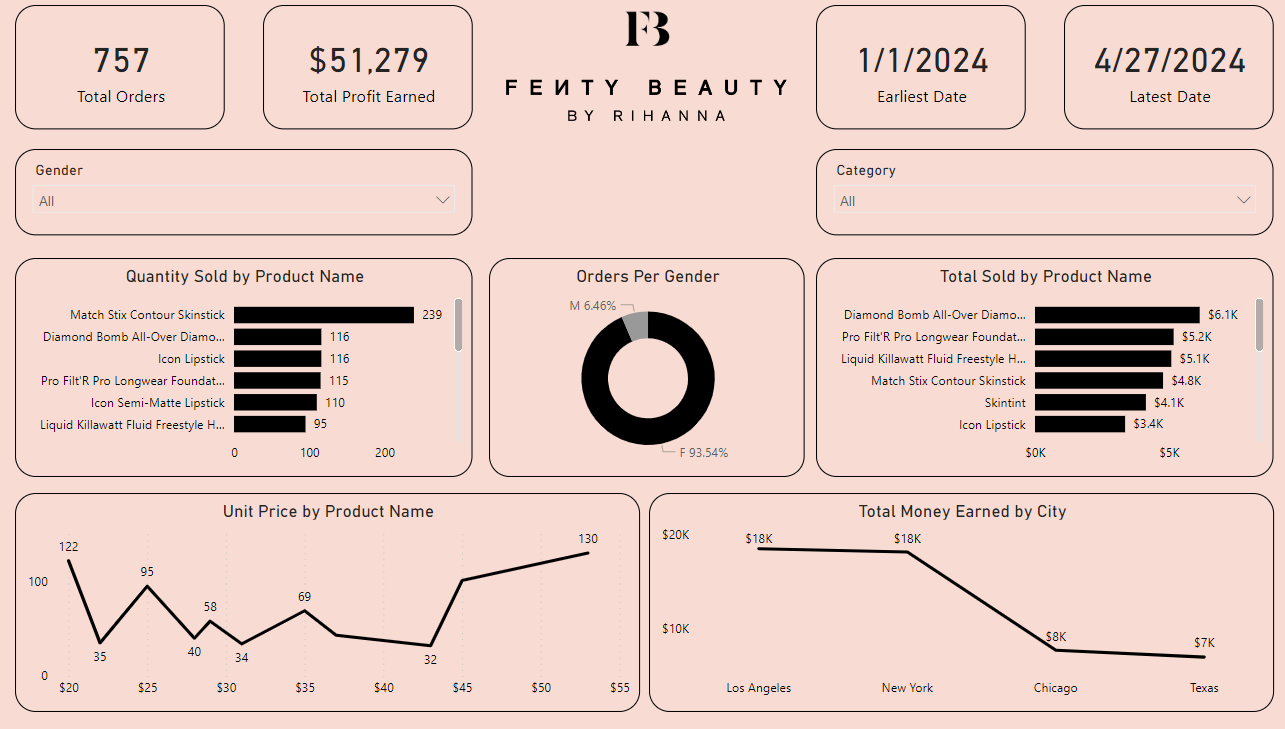 757
Total Orders
$51,279
Total Profit Earned
FB
FENTY BEAUTY
BY RIHANNA
1/1/2024
Earliest Date
4/27/2024
Latest Date
Gender
All
Category
All
Quantity Sold by Product Name
Match Stix Contour Skinstick 239
Diamond Bomb All-Over Diamo... 116
Icon Lipstick 116
Pro Filt'R Pro Longwear Foundat... 115
Icon Semi-Matte Lipstick 110
Liquid Killawatt Fluid Freestyle H... 95
0 100 200
Orders Per Gender
M 6.46%
F 93.54%
Total Sold by Product Name
Diamond Bomb All-Over Diamo... $6.1K
Pro Filt'R Pro Longwear Foundat... $5.2K
Liquid Killawatt Fluid Freestyle H... $5.1K
Match Stix Contour Skinstick $4.8K
Skintint $4.1K
Icon Lipstick $3.4K
$0K $5K
Unit Price by Product Name
100
0
122
35
95
40
58
34
69
32
130
$20 $25 $30 $35 $40 $45 $50 $55
Total Money Earned by City
$20K
$10K
$18K
$18K
$8K
$7K
Los Angeles New York Chicago Texas